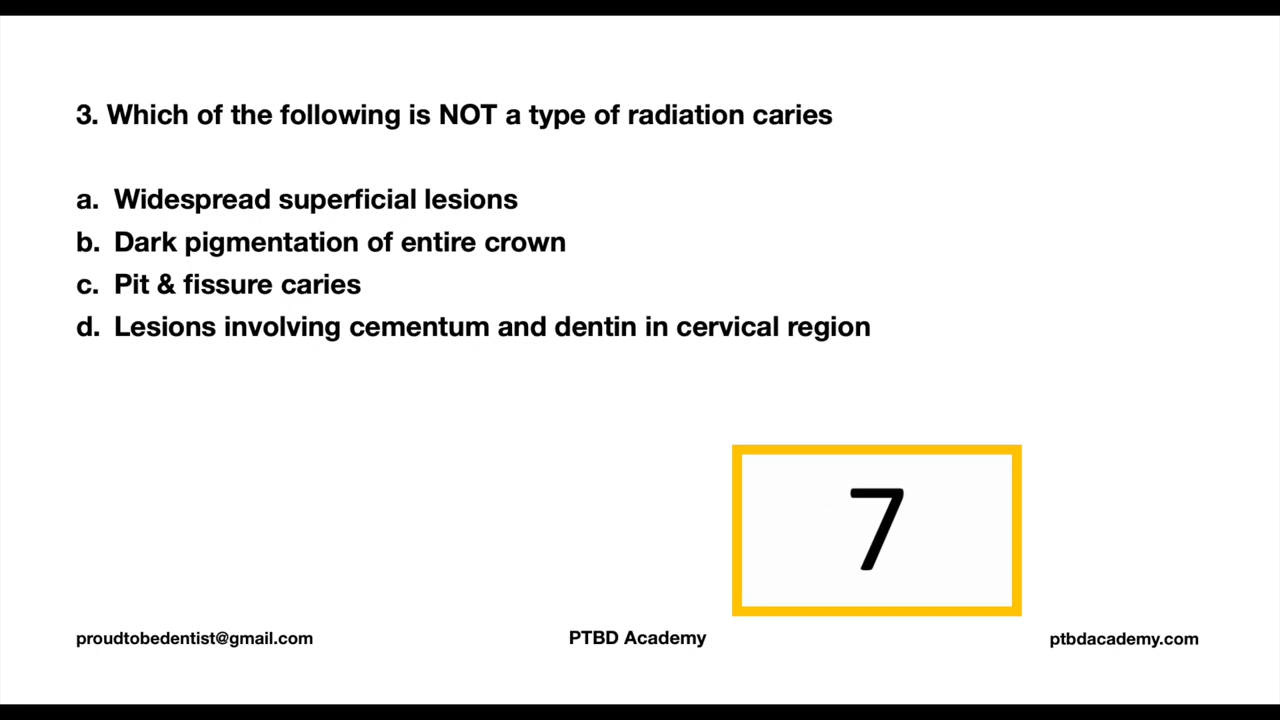 3. Which of the following is NOT a type of radiation caries
a. Widespread superficial lesions
b. Dark pigmentation of entire crown
c. Pit & fissure caries
d. Lesions involving cementum and dentin in cervical region
7
proudtobedentist@gmail.com PTBD Academy ptbdacademy.com